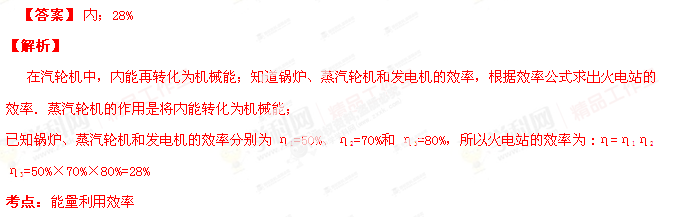 【答案】内；28%
【解析】
在汽轮机中，内能再转化为机械能；知道锅炉、蒸汽轮机和发电机的效率，根据效率公式求出火电站的
效率．蒸汽轮机的作用是将内能转化为机械能；
已知锅炉、蒸汽轮机和发电机的效率分别为 η₁=50%、η₂=70%和 η₃=80%，所以火电站的效率为：η=η₁η₂
η₃=50%×70%×80%=28%
考点：能量利用效率